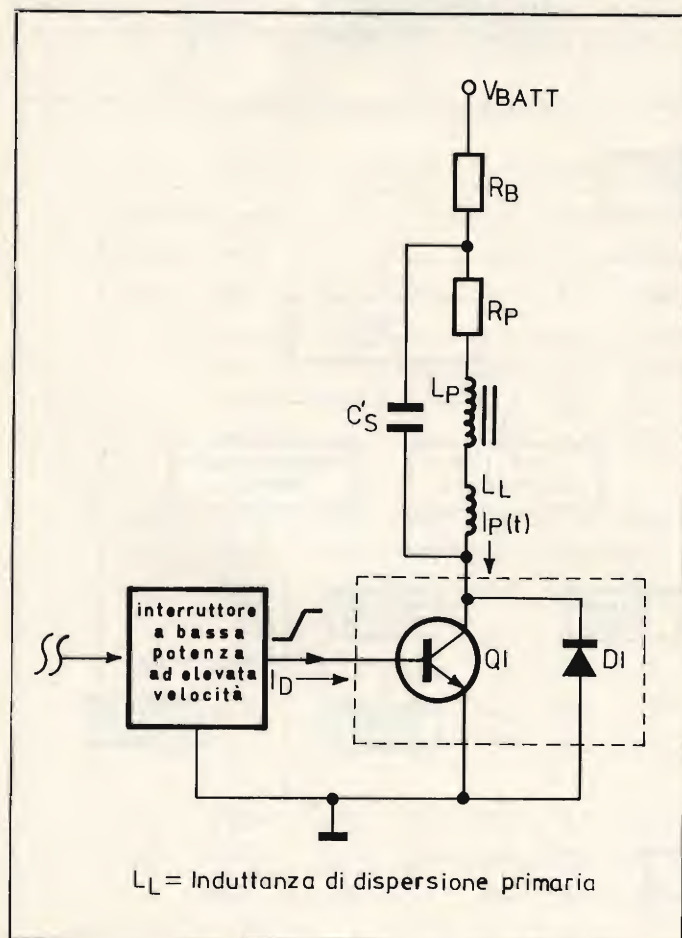 VBATT
RB
RP
LP
C'S
LL
IP(t)
interruttore
a bassa
potenza
ad elevata
velocità
ID
Q1
D1
LL = Induttanza di dispersione primaria